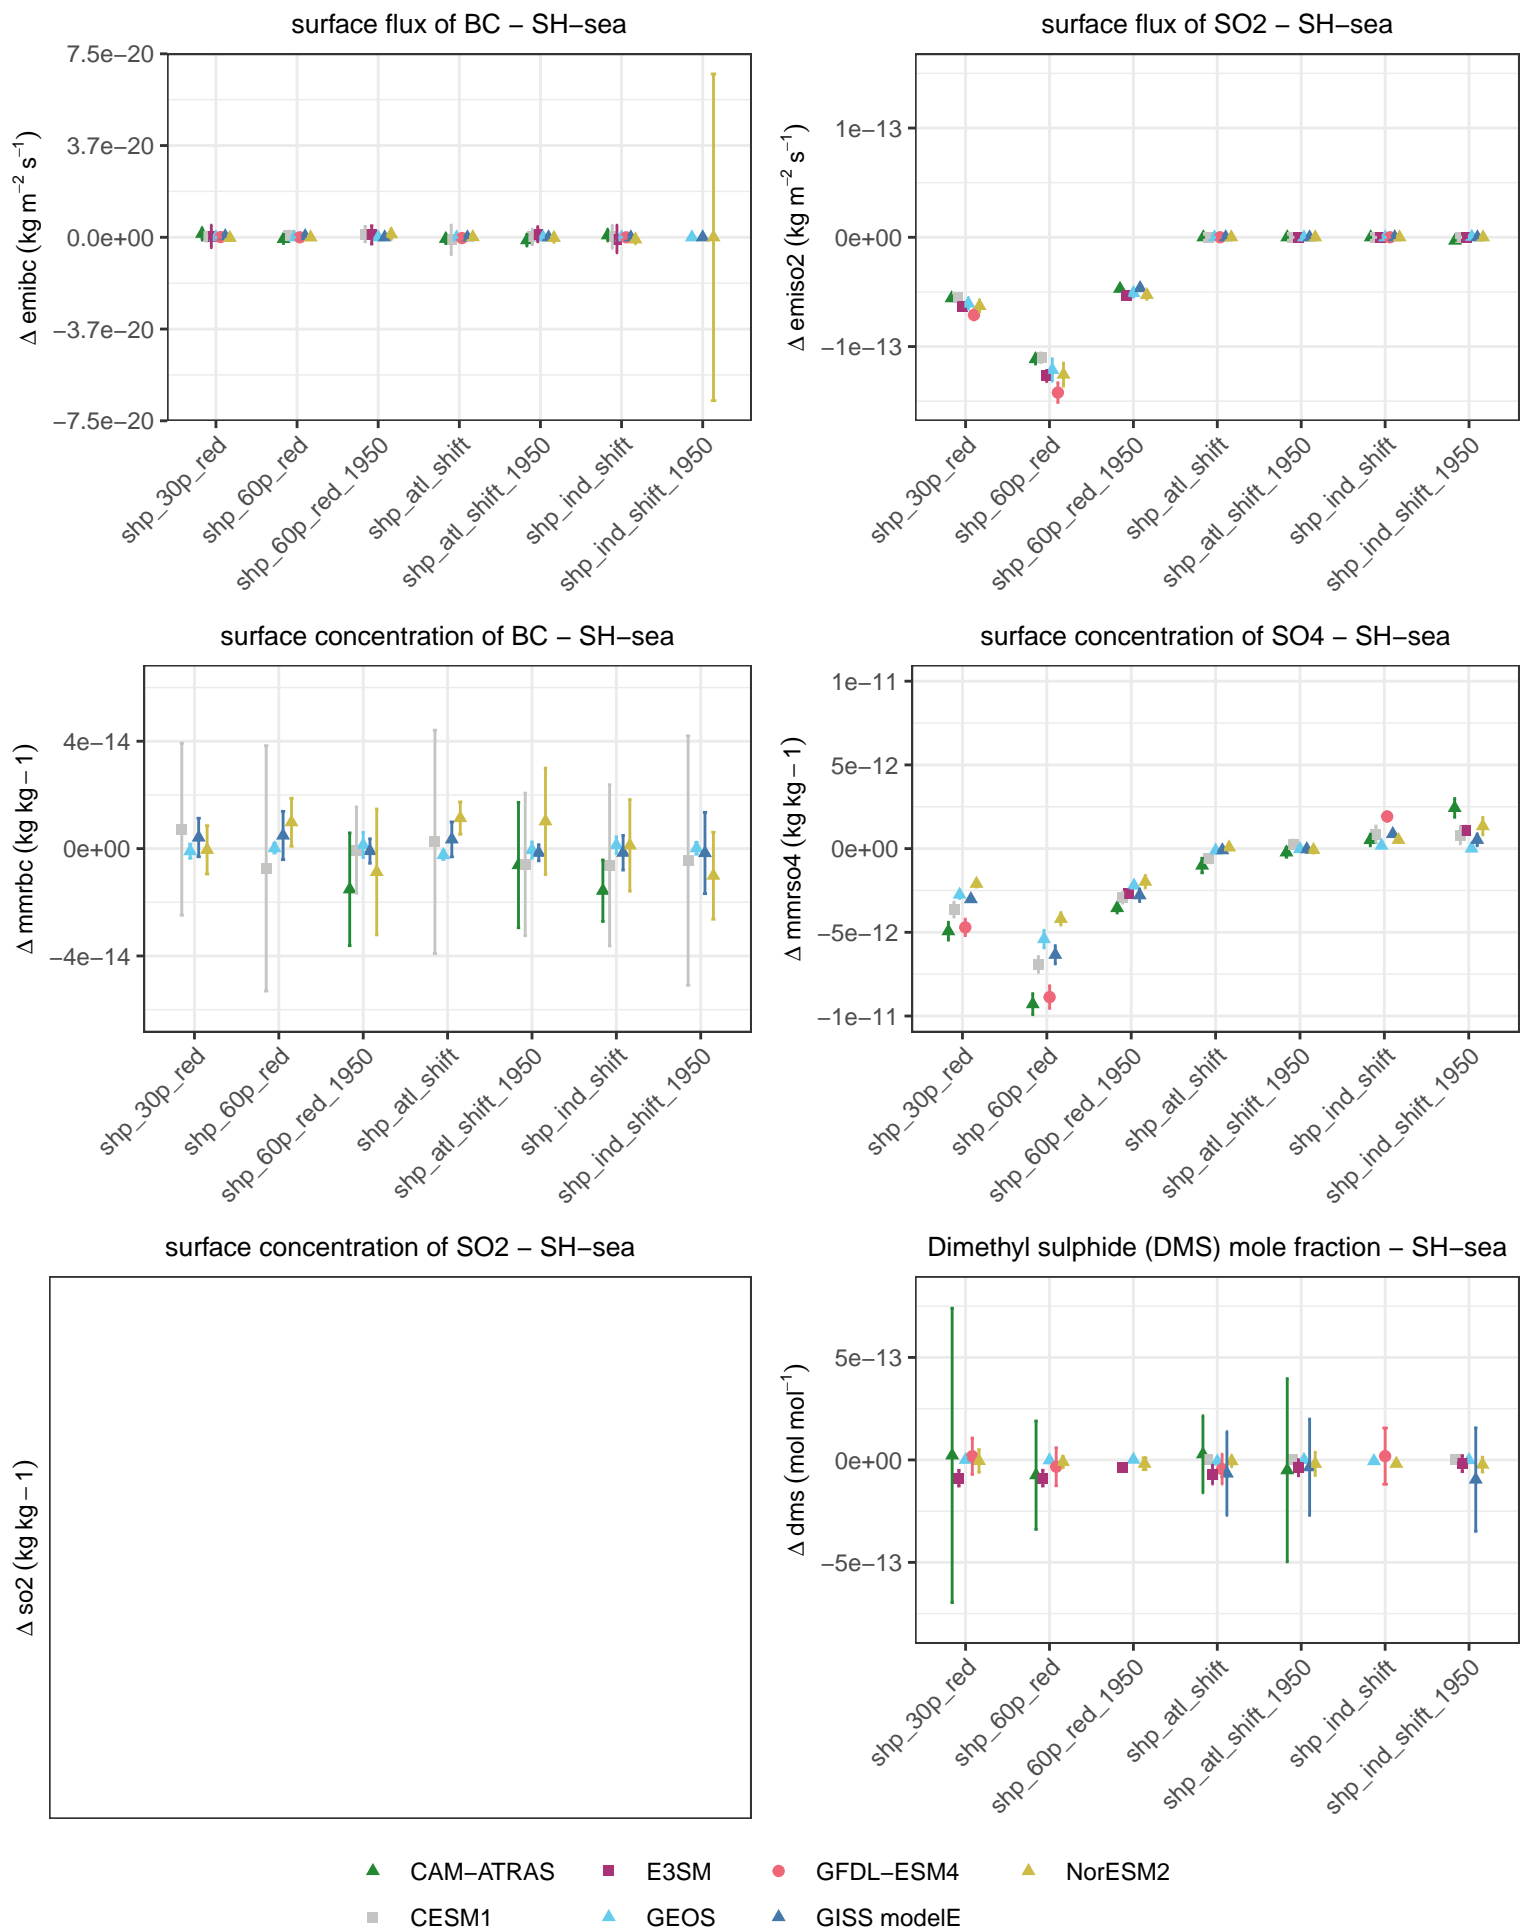 surface flux of BC − SH−sea
7.5e−20
3.7e−20
0.0e+00
−3.7e−20
−7.5e−20
Δ emibc (kg m−2 s−1)
shp_30p_red
shp_60p_red
shp_60p_red_1950
shp_atl_shift
shp_atl_shift_1950
shp_ind_shift
shp_ind_shift_1950
surface flux of SO2 − SH−sea
1e−13
0e+00
−1e−13
Δ emiso2 (kg m−2 s−1)
shp_30p_red
shp_60p_red
shp_60p_red_1950
shp_atl_shift
shp_atl_shift_1950
shp_ind_shift
shp_ind_shift_1950
surface concentration of BC − SH−sea
4e−14
0e+00
−4e−14
Δ mmrbc (kg kg − 1)
shp_30p_red
shp_60p_red
shp_60p_red_1950
shp_atl_shift
shp_atl_shift_1950
shp_ind_shift
shp_ind_shift_1950
surface concentration of SO4 − SH−sea
1e−11
5e−12
0e+00
−5e−12
−1e−11
Δ mmrso4 (kg kg − 1)
shp_30p_red
shp_60p_red
shp_60p_red_1950
shp_atl_shift
shp_atl_shift_1950
shp_ind_shift
shp_ind_shift_1950
surface concentration of SO2 − SH−sea
Δ so2 (kg kg − 1)
Dimethyl sulphide (DMS) mole fraction − SH−sea
5e−13
0e+00
−5e−13
Δ dms (mol mol−1)
shp_30p_red
shp_60p_red
shp_60p_red_1950
shp_atl_shift
shp_atl_shift_1950
shp_ind_shift
shp_ind_shift_1950
CAM−ATRAS E3SM GFDL−ESM4 NorESM2
CESM1 GEOS GISS modelE